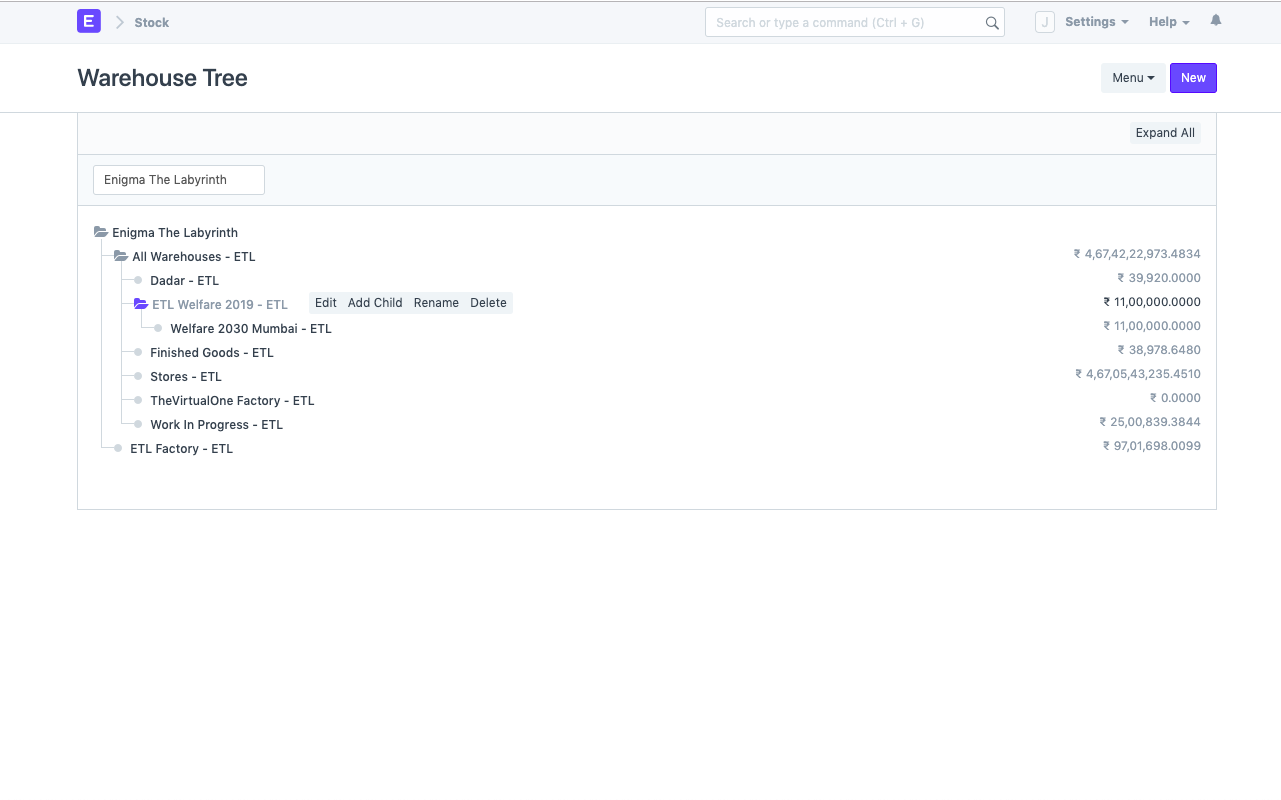 E Stock Search or type a command (Ctrl + G) J Settings Help
Warehouse Tree Menu New
Expand All
Enigma The Labyrinth
Enigma The Labyrinth
All Warehouses - ETL ₹ 4,67,42,22,973.4834
Dadar - ETL ₹ 39,920.0000
ETL Welfare 2019 - ETL Edit Add Child Rename Delete ₹ 11,00,000.0000
Welfare 2030 Mumbai - ETL ₹ 11,00,000.0000
Finished Goods - ETL ₹ 38,978.6480
Stores - ETL ₹ 4,67,05,43,235.4510
TheVirtualOne Factory - ETL ₹ 0.0000
Work In Progress - ETL ₹ 25,00,839.3844
ETL Factory - ETL ₹ 97,01,698.0099